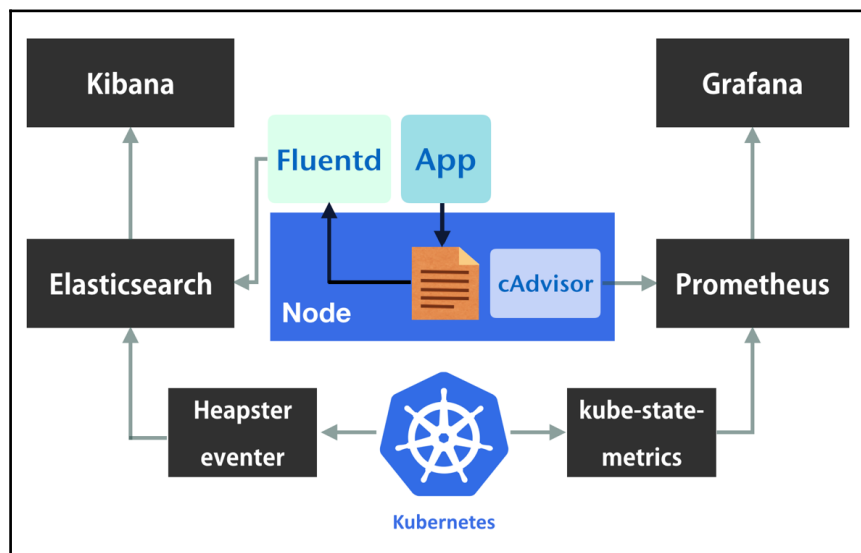 Kibana
Grafana
Fluentd
App
Elasticsearch
cAdvisor
Prometheus
Node
Heapster
eventer
kube-state-
metrics
Kubernetes